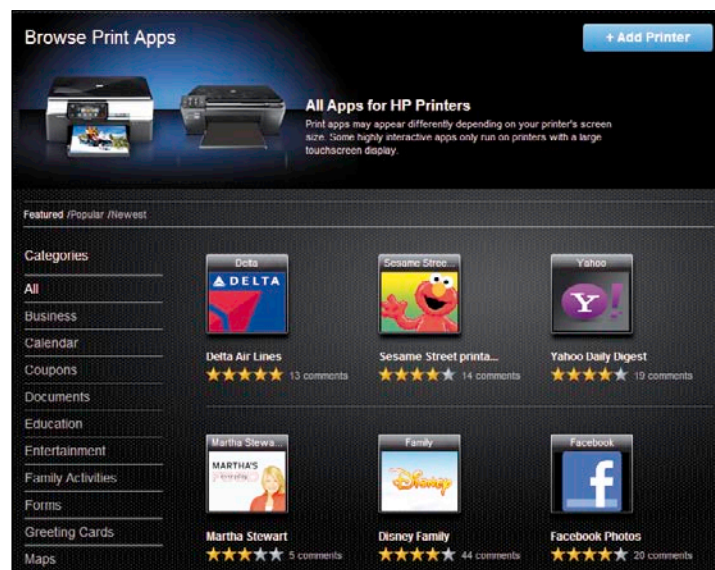 Browse Print Apps
+ Add Printer
All Apps for HP Printers
Print apps may appear differently depending on your printer's screen
size. Some highly interactive apps only run on printers with a large
touchscreen display.
Featured /Popular /Newest
Categories
All
Business
Calendar
Coupons
Documents
Education
Entertainment
Family Activities
Forms
Greeting Cards
Maps
Delta
DELTA
Delta Air Lines
13 comments
Sesame Stree...
Sesame Street printa...
14 comments
Yahoo
Y!
Yahoo Daily Digest
19 comments
Martha Stewa...
MARTHA'S
Martha Stewart
5 comments
Family
Disney
Disney Family
44 comments
Facebook
f
Facebook Photos
20 comments